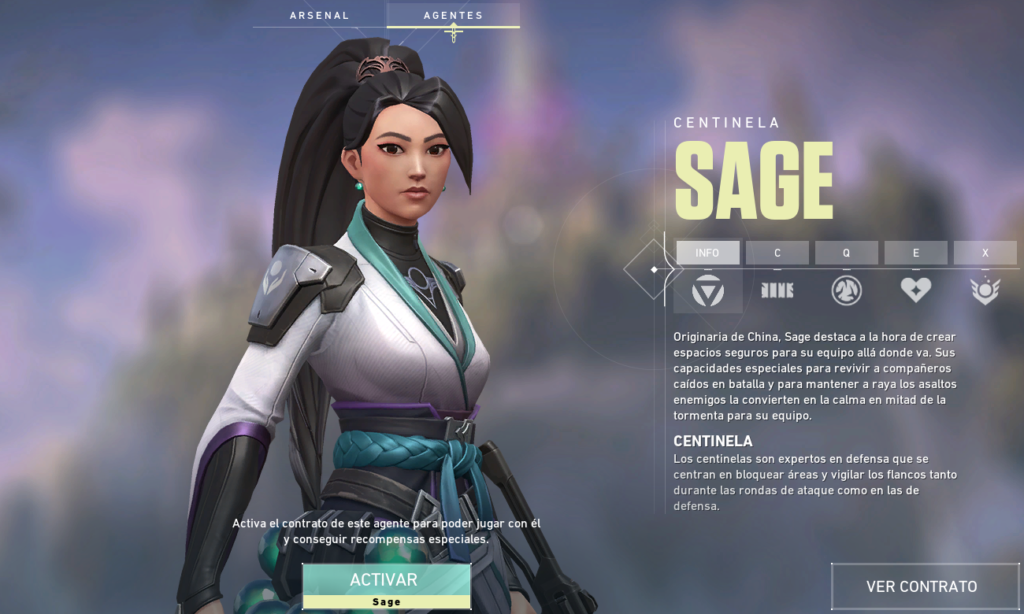 ARSENAL
AGENTES
CENTINELA
SAGE
INFO
C
Q
E
X
Originaria de China, Sage destaca a la hora de crear
espacios seguros para su equipo allá donde va. Sus
capacidades especiales para revivir a compañeros
caídos en batalla y para mantener a raya los asaltos
enemigos la convierten en la calma en mitad de la
tormenta para su equipo.
CENTINELA
Los centinelas son expertos en defensa que se
centran en bloquear áreas y vigilar los flancos tanto
durante las rondas de ataque como en las de
defensa.
Activa el contrato de este agente para poder jugar con él
y conseguir recompensas especiales.
ACTIVAR
Sage
VER CONTRATO